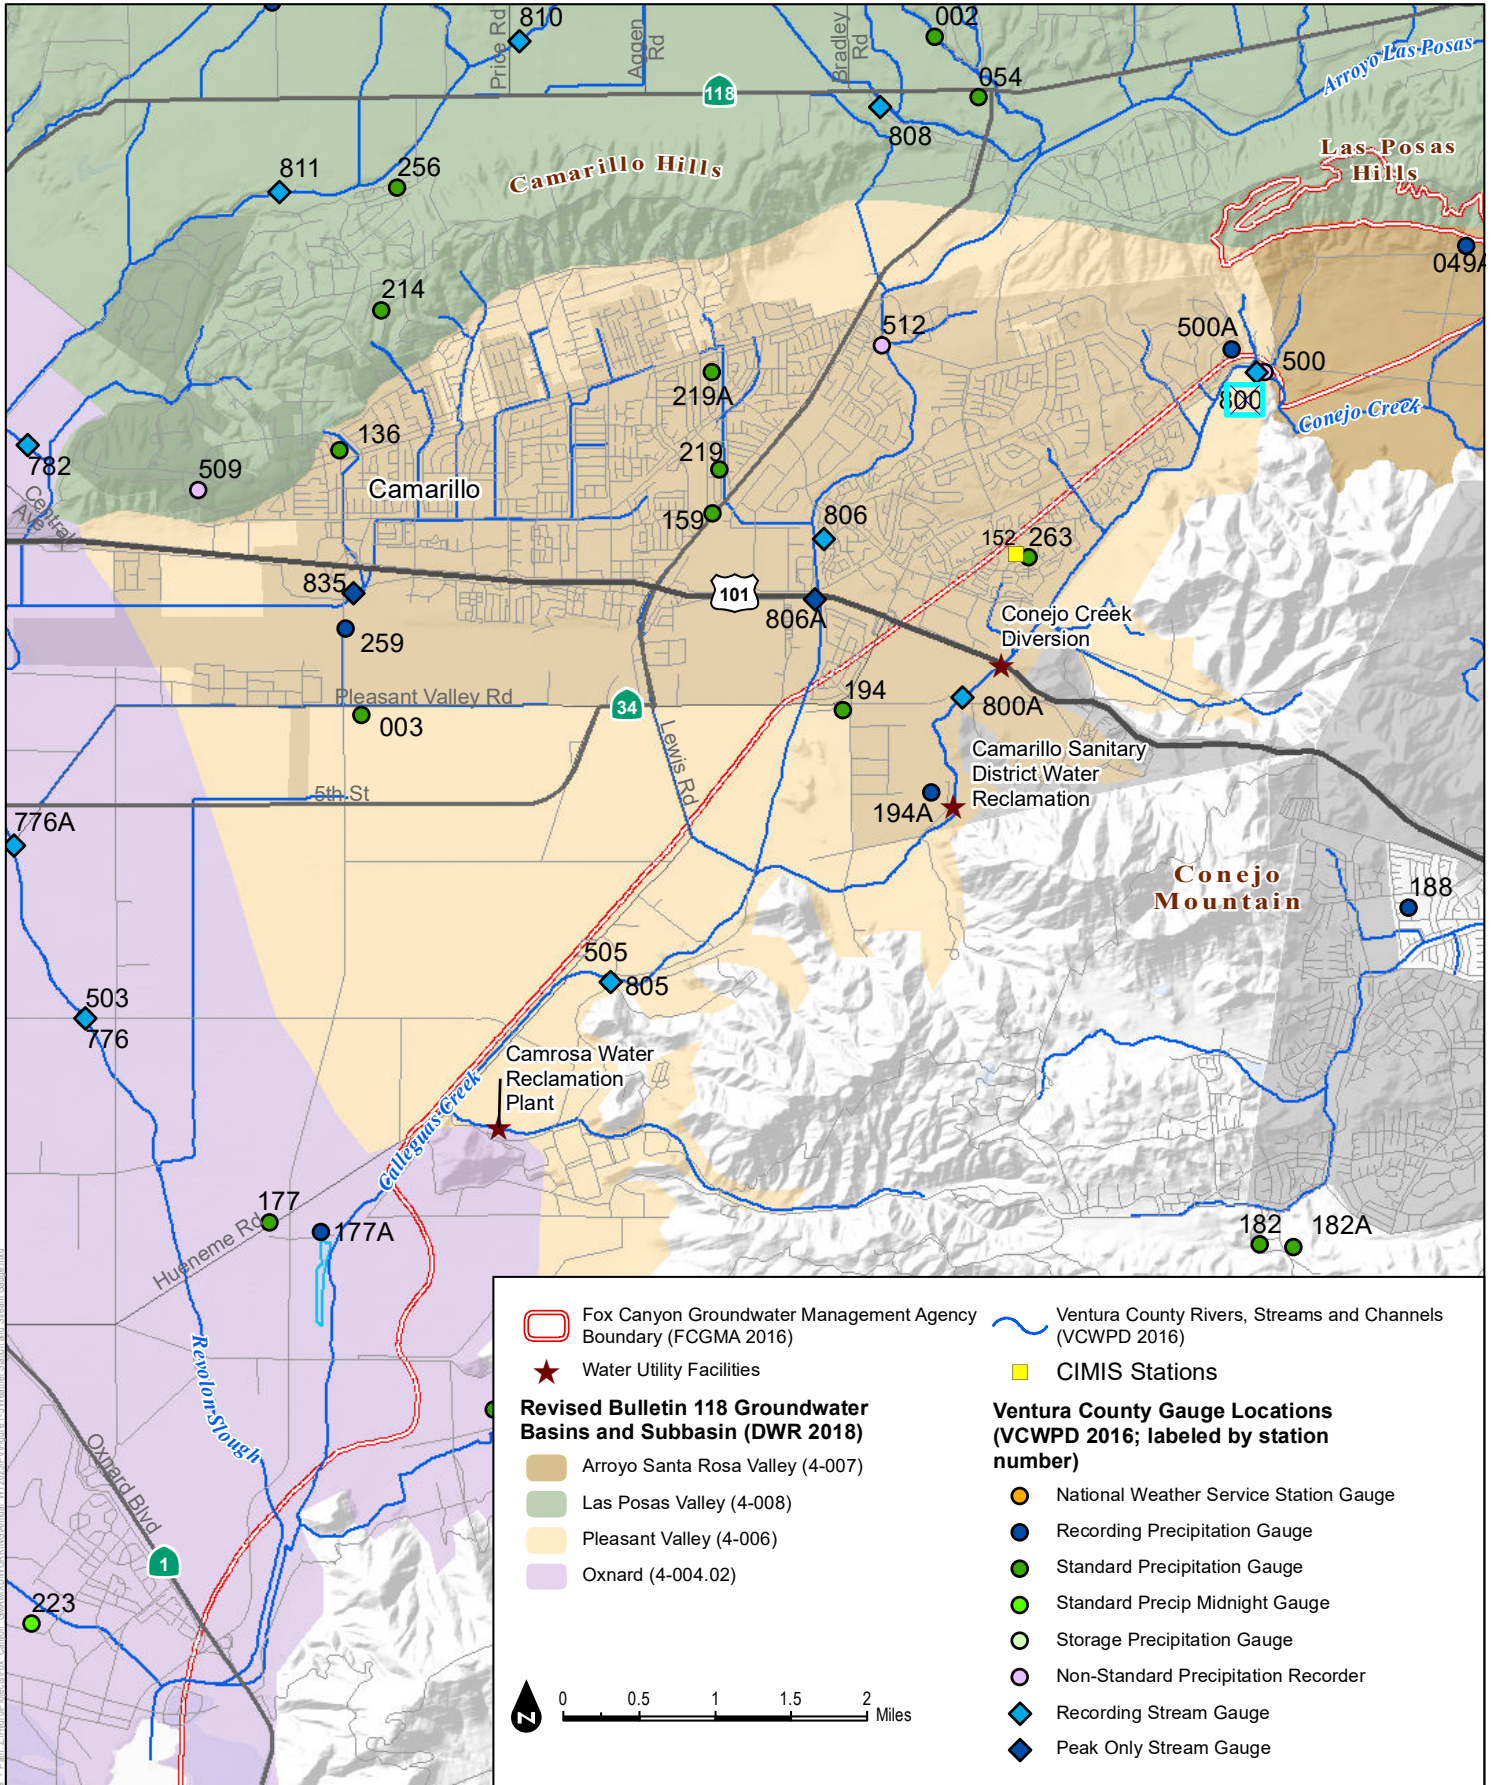 810
Price Rd
Aggen
Rd
Bradley
Rd
002
054
118
808
Arroyo Las Posas
Las Posas
Hills
Camarillo Hills
811
256
049A
214
512
500A
500
800
Conejo Creek
219A
136
219
782
509
Camarillo
Central
Ave
159
806
152
263
835
101
806A
Conejo Creek
Diversion
259
Pleasant Valley Rd
34
194
800A
003
Lewis Rd
Camarillo Sanitary
District Water
Reclamation
5th St
194A
776A
Conejo
Mountain
188
505
805
503
776
Camrosa Water
Reclamation
Plant
Calleguas Creek
177
177A
Hueneme Rd
182
182A
Revolon Slough
Oxnard Blvd
1
223
Fox Canyon Groundwater Management Agency
Boundary (FCGMA 2016)
Water Utility Facilities
Revised Bulletin 118 Groundwater
Basins and Subbasin (DWR 2018)
Arroyo Santa Rosa Valley (4-007)
Las Posas Valley (4-008)
Pleasant Valley (4-006)
Oxnard (4-004.02)
Ventura County Rivers, Streams and Channels
(VCWPD 2016)
CIMIS Stations
Ventura County Gauge Locations
(VCWPD 2016; labeled by station
number)
National Weather Service Station Gauge
Recording Precipitation Gauge
Standard Precipitation Gauge
Standard Precip Midnight Gauge
Storage Precipitation Gauge
Non-Standard Precipitation Recorder
Recording Stream Gauge
Peak Only Stream Gauge
Z
0 0.5 1 1.5 2
Miles